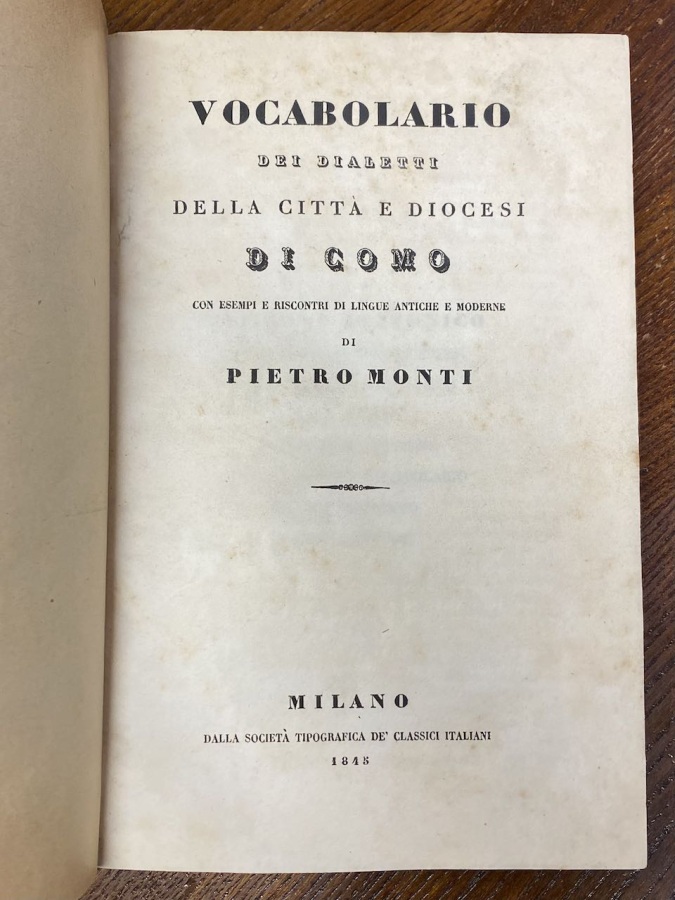 VOCABOLARIO
DEI DIALETTI
DELLA CITTÀ E DIOCESI
DI COMO
CON ESEMPI E RISCONTRI DI LINGUE ANTICHE E MODERNE
DI
PIETRO MONTI
MILANO
DALLA SOCIETÀ TIPOGRAFICA DE' CLASSICI ITALIANI
1845